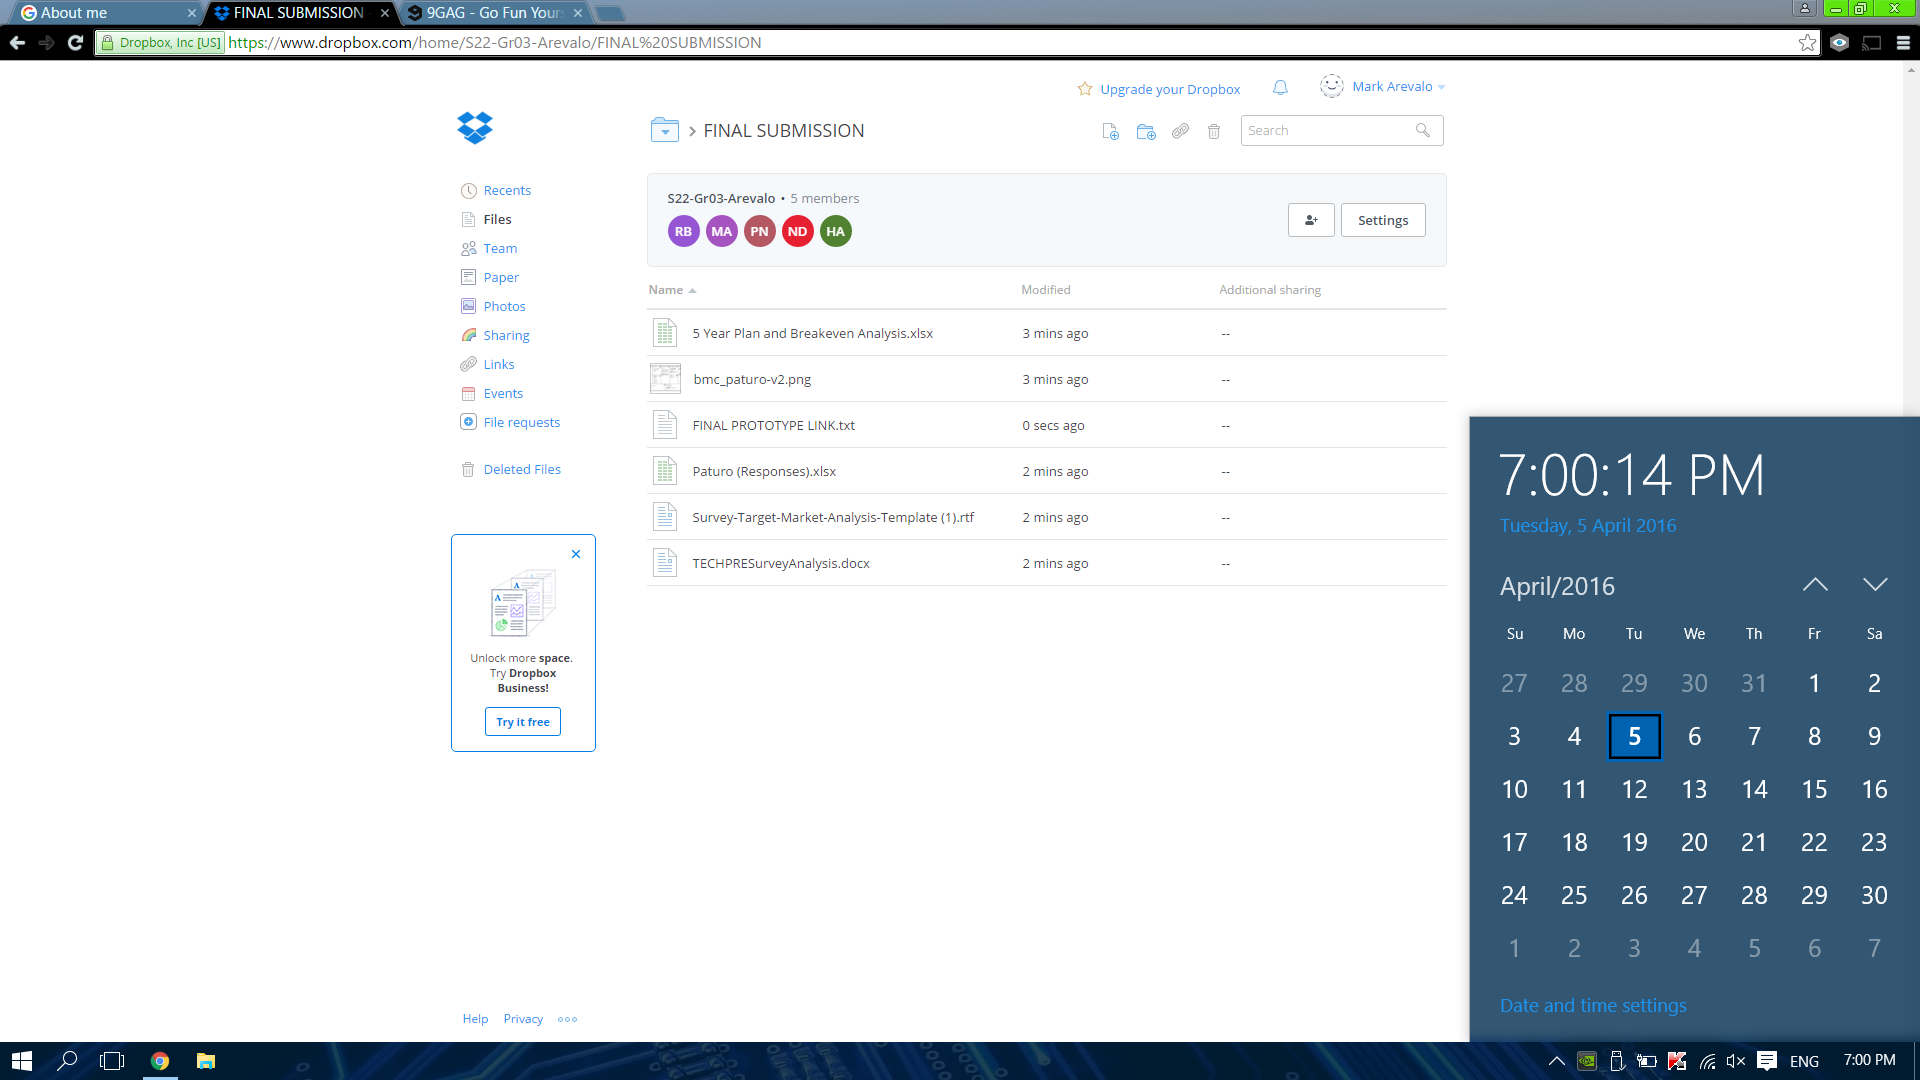 About me
FINAL SUBMISSION
9GAG - Go Fun Your
Dropbox, Inc [US] https://www.dropbox.com/home/S22-Gr03-Arevalo/FINAL%20SUBMISSION
Upgrade your Dropbox
Mark Arevalo
FINAL SUBMISSION
Search
Recents
Files
Team
Paper
Photos
Sharing
Links
Events
File requests
Deleted Files
S22-Gr03-Arevalo • 5 members
RB MA PN ND HA
Settings
Name Modified Additional sharing
5 Year Plan and Breakeven Analysis.xlsx 3 mins ago --
bmc_paturo-v2.png 3 mins ago --
FINAL PROTOTYPE LINK.txt 0 secs ago --
Paturo (Responses).xlsx 2 mins ago --
Survey-Target-Market-Analysis-Template (1).rtf 2 mins ago --
TECHPRESurveyAnalysis.docx 2 mins ago --
Unlock more space.
Try Dropbox
Business!
Try it free
Help Privacy
7:00:14 PM
Tuesday, 5 April 2016
April/2016
Su Mo Tu We Th Fr Sa
27 28 29 30 31 1 2
3 4 5 6 7 8 9
10 11 12 13 14 15 16
17 18 19 20 21 22 23
24 25 26 27 28 29 30
1 2 3 4 5 6 7
Date and time settings
ENG 7:00 PM